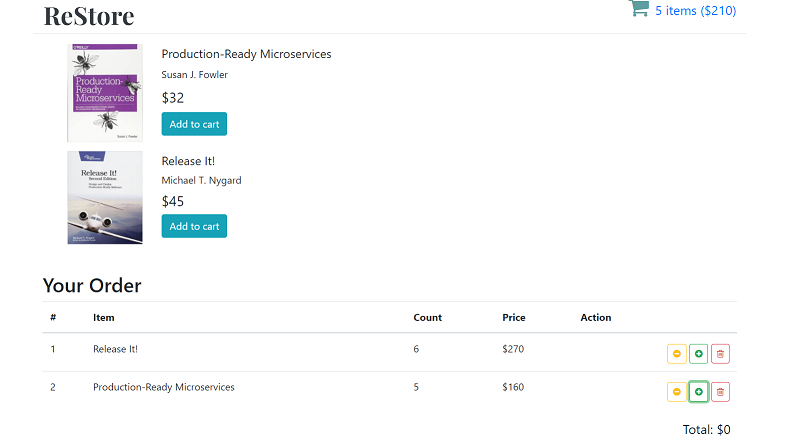 ReStore
5 items ($210)
O'REILLY
Production-
Ready
Microservices
Susan J. Fowler
Production-Ready Microservices
Susan J. Fowler
$32
Add to cart
Release It!
Second Edition
Release It!
Michael T. Nygard
$45
Add to cart
Your Order
# Item Count Price Action
1 Release It! 6 $270
2 Production-Ready Microservices 5 $160
Total: $0